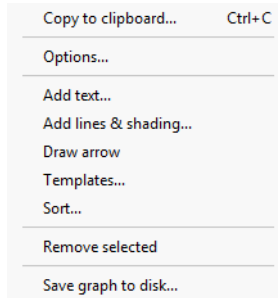 Copy to clipboard... Ctrl+C
Options...
Add text...
Add lines & shading...
Draw arrow
Templates...
Sort...
Remove selected
Save graph to disk...